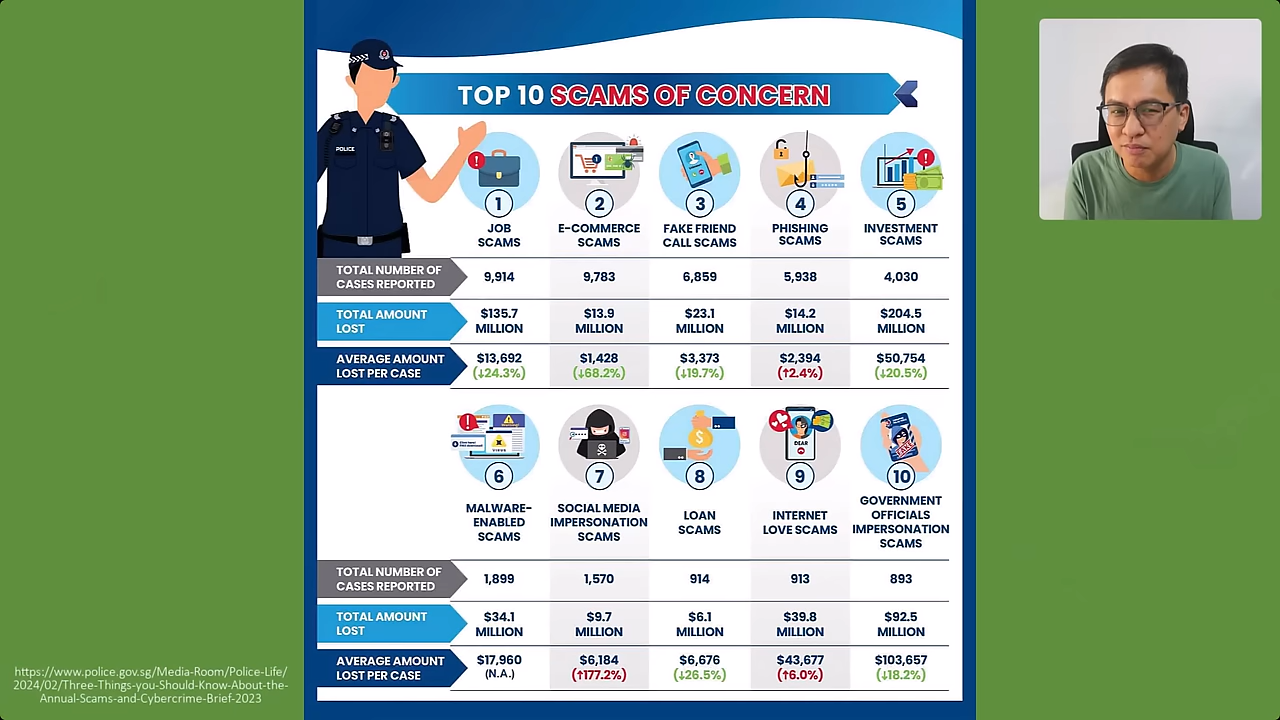 TOP 10 SCAMS OF CONCERN
POLICE
1
2
3
4
5
JOB
SCAMS
E-COMMERCE
SCAMS
FAKE FRIEND
CALL SCAMS
PHISHING
SCAMS
INVESTMENT
SCAMS
TOTAL NUMBER OF
CASES REPORTED
9,914
9,783
6,859
5,938
4,030
TOTAL AMOUNT
LOST
$135.7
MILLION
$13.9
MILLION
$23.1
MILLION
$14.2
MILLION
$204.5
MILLION
AVERAGE AMOUNT
LOST PER CASE
$13,692
(↓24.3%)
$1,428
(↓68.2%)
$3,373
(↓19.7%)
$2,394
(↑2.4%)
$50,754
(↓20.5%)
VIRUS
DEAR
6
7
8
9
10
MALWARE-
ENABLED
SCAMS
SOCIAL MEDIA
IMPERSONATION
SCAMS
LOAN
SCAMS
INTERNET
LOVE SCAMS
GOVERNMENT
OFFICIALS
IMPERSONATION
SCAMS
TOTAL NUMBER OF
CASES REPORTED
1,899
1,570
914
913
893
TOTAL AMOUNT
LOST
$34.1
MILLION
$9.7
MILLION
$6.1
MILLION
$39.8
MILLION
$92.5
MILLION
AVERAGE AMOUNT
LOST PER CASE
$17,960
(N.A.)
$6,184
(↑177.2%)
$6,676
(↓26.5%)
$43,677
(↑6.0%)
$103,657
(↓18.2%)
https://www.police.gov.sg/Media-Room/Police-Life/
2024/02/Three-Things-you-Should-Know-About-the-
Annual-Scams-and-Cybercrime-Brief-2023